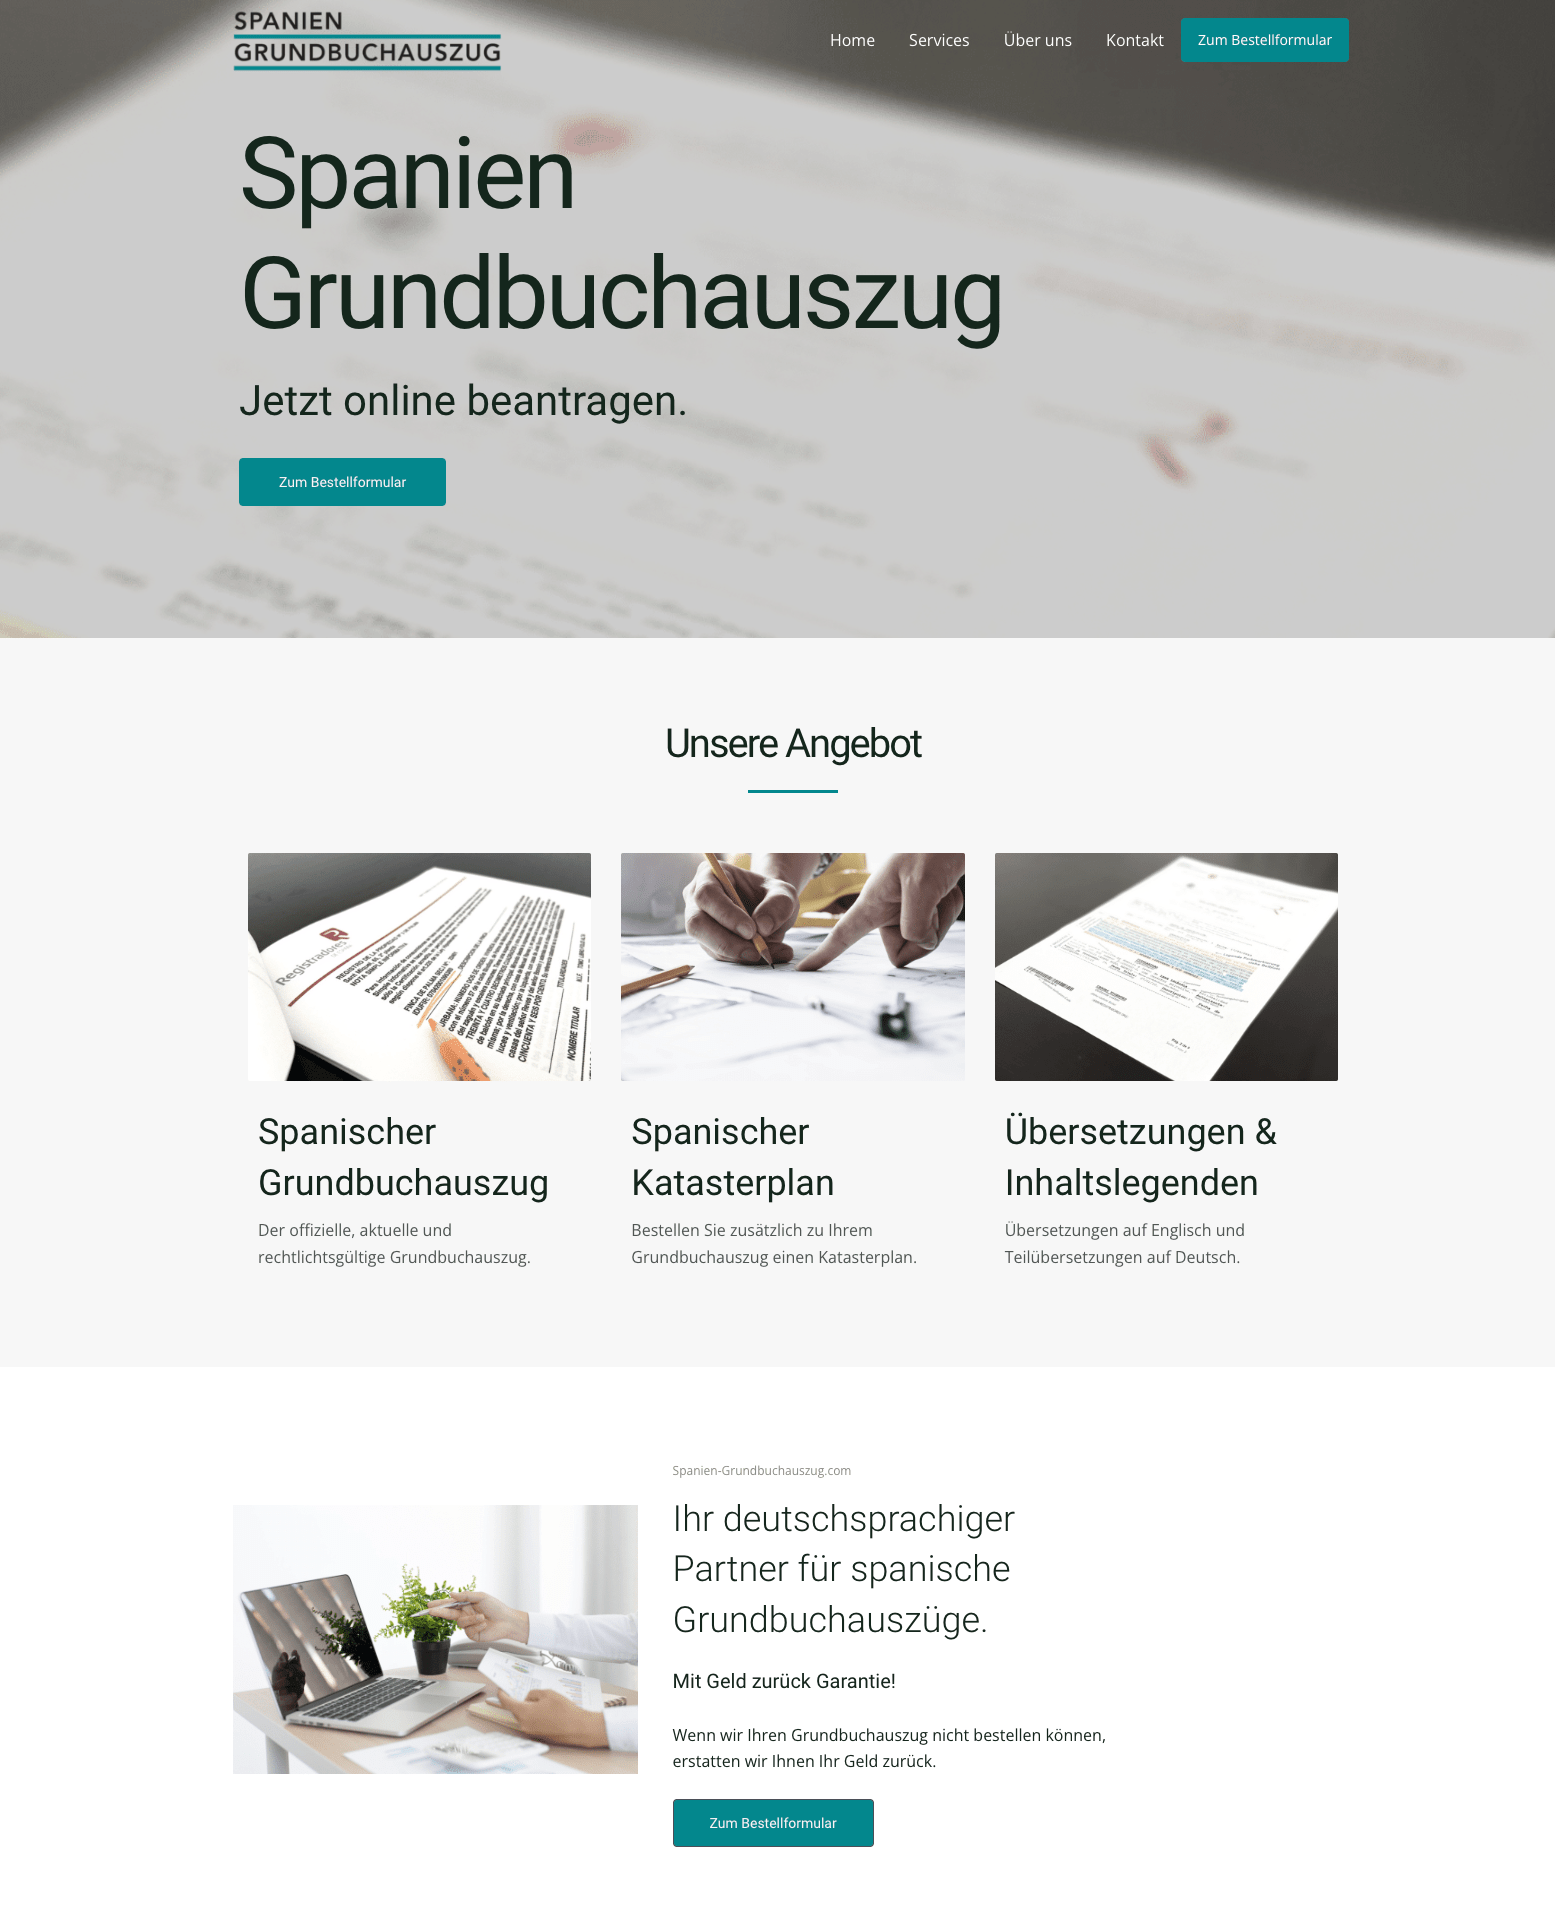 SPANIEN
GRUNDBUCHAUSZUG
Home Services Über uns Kontakt Zum Bestellformular
Spanien
Grundbuchauszug
Jetzt online beantragen.
Zum Bestellformular
Unsere Angebot
Registradores
NOMBRE TITULAR
Spanischer
Grundbuchauszug
Der offizielle, aktuelle und
rechtlichtsgültige Grundbuchauszug.
Spanischer
Katasterplan
Bestellen Sie zusätzlich zu Ihrem
Grundbuchauszug einen Katasterplan.
Übersetzungen &
Inhaltslegenden
Übersetzungen auf Englisch und
Teilübersetzungen auf Deutsch.
Spanien-Grundbuchauszug.com
Ihr deutschsprachiger
Partner für spanische
Grundbuchauszüge.
Mit Geld zurück Garantie!
Wenn wir Ihren Grundbuchauszug nicht bestellen können,
erstatten wir Ihnen Ihr Geld zurück.
Zum Bestellformular